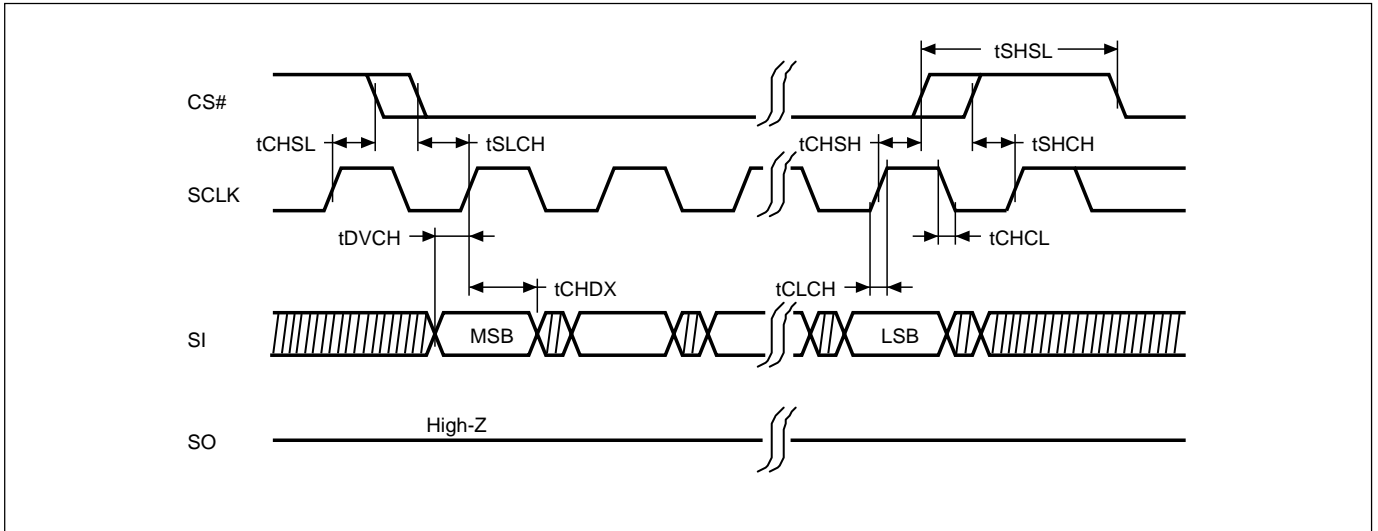 tSHSL
CS#
tCHSL
tSLCH
tCHSH
tSHCH
SCLK
tDVCH
tCHCL
tCHDX
tCLCH
SI
MSB
LSB
High-Z
SO